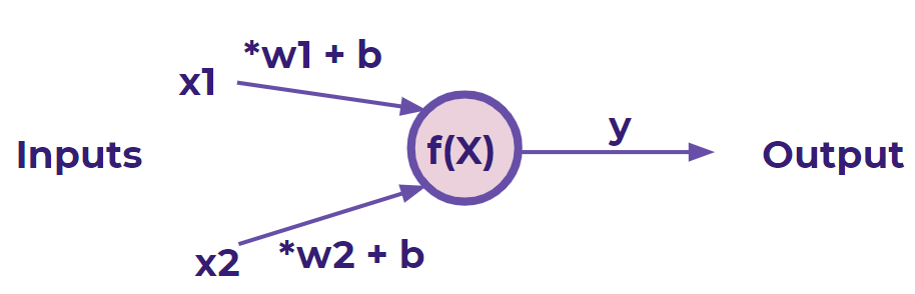 *w1 + b
x1
Inputs
f(X)
y
Output
x2
*w2 + b